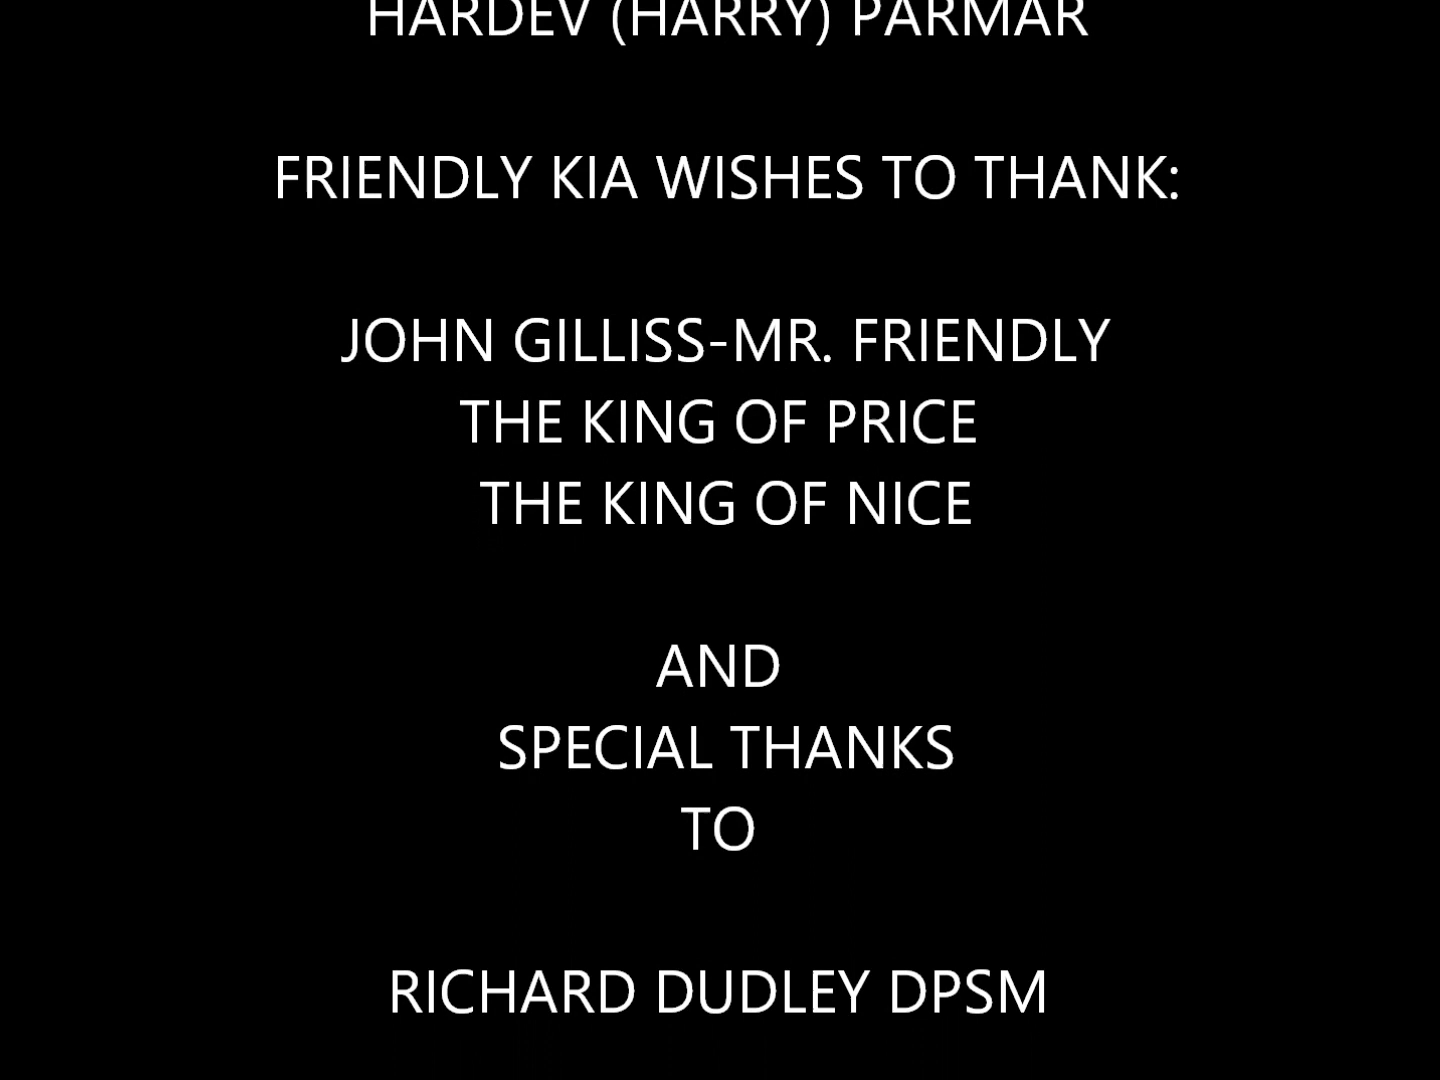 HARDEV (HARRY) PARMAR
FRIENDLY KIA WISHES TO THANK:
JOHN GILLISS-MR. FRIENDLY
THE KING OF PRICE
THE KING OF NICE
AND
SPECIAL THANKS
TO
RICHARD DUDLEY DPSM